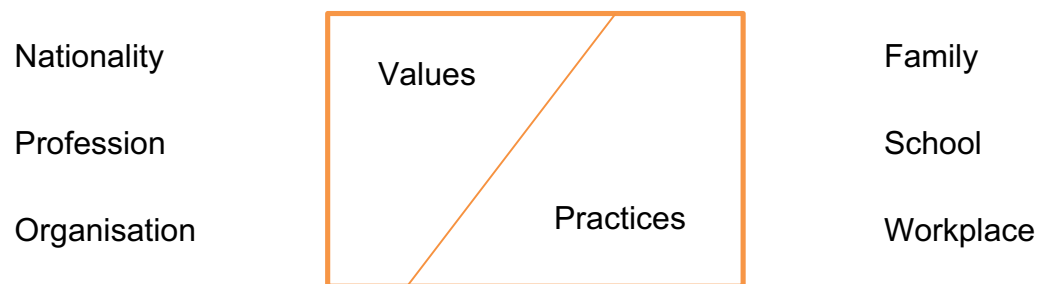 Nationality
Values
Family
Profession
School
Practices
Organisation
Workplace